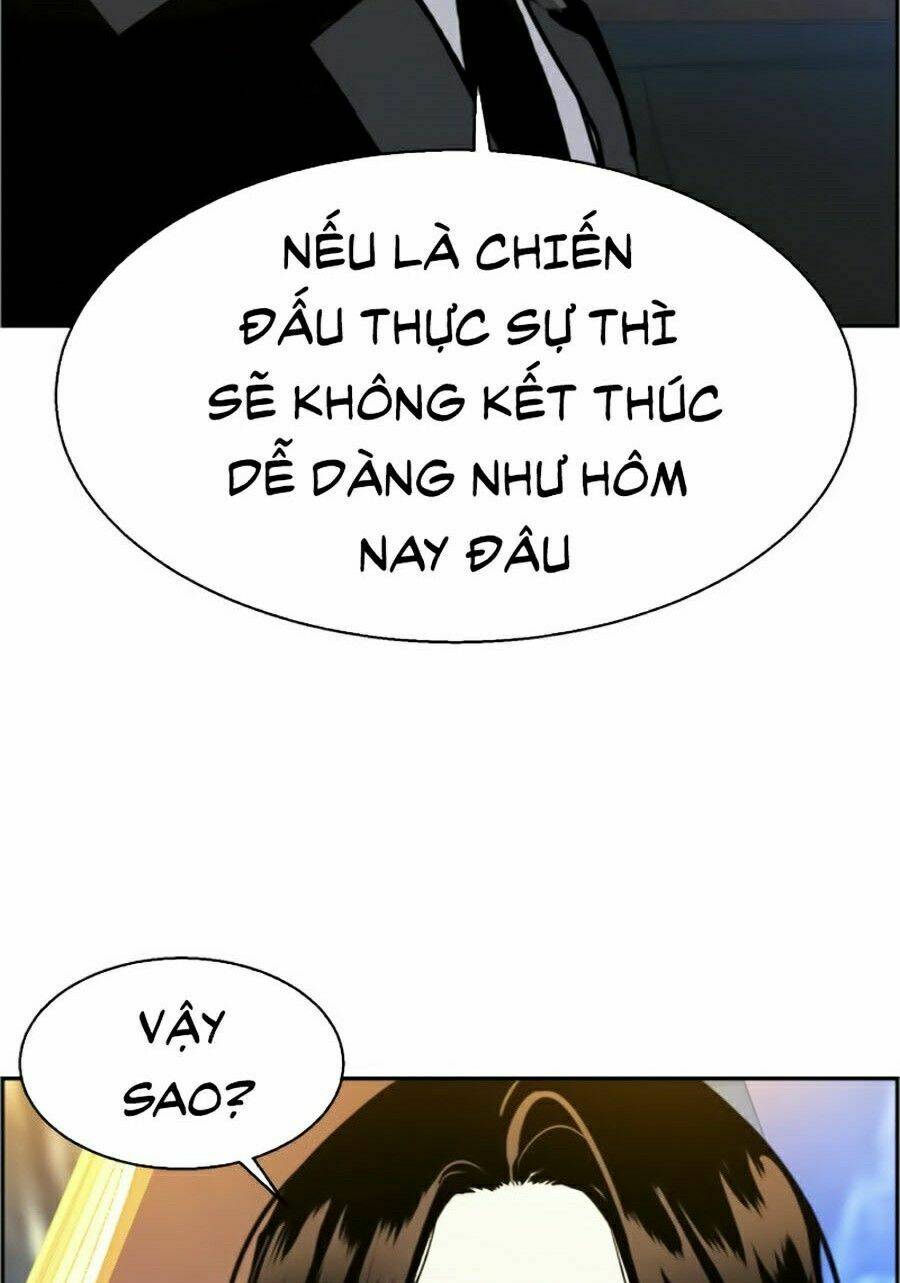 NẾU LÀ CHIẾN
ĐẤU THỰC SỰ THÌ
SẼ KHÔNG KẾT THÚC
DỄ DÀNG NHƯ HÔM
NAY ĐÂU
VẬY
SAO?